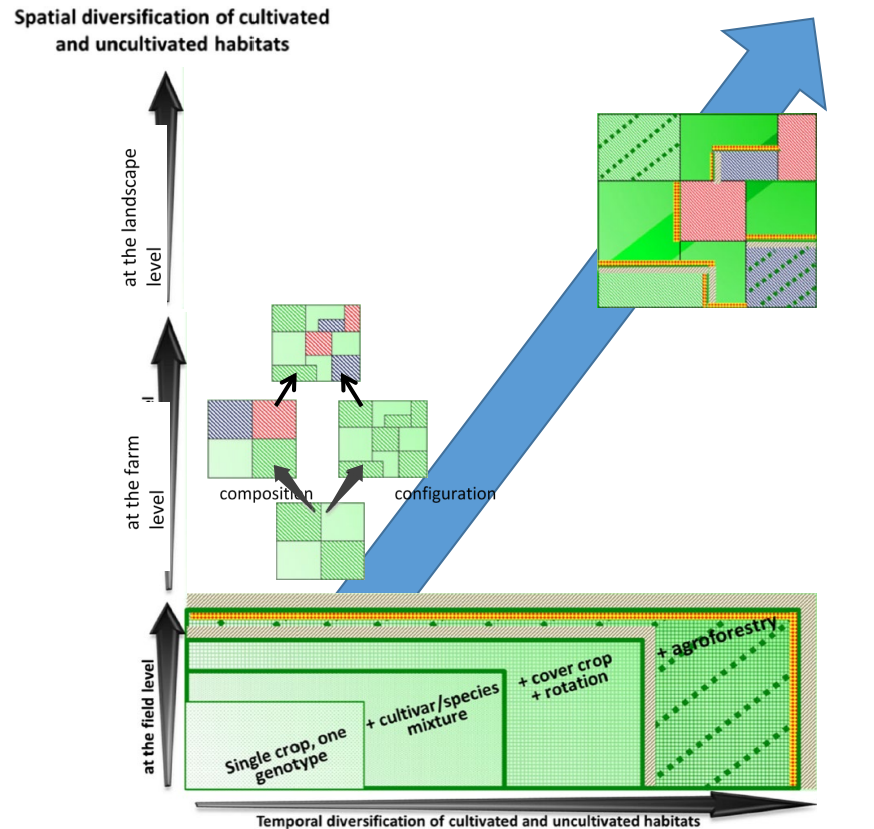 Spatial diversification of cultivated
and uncultivated habitats
at the landscape
level
at the farm
level
composition
configuration
at the field level
Single crop, one
genotype
+ cultivar/species
mixture
+ cover crop
+ rotation
+ agroforestry
Temporal diversification of cultivated and uncultivated habitats